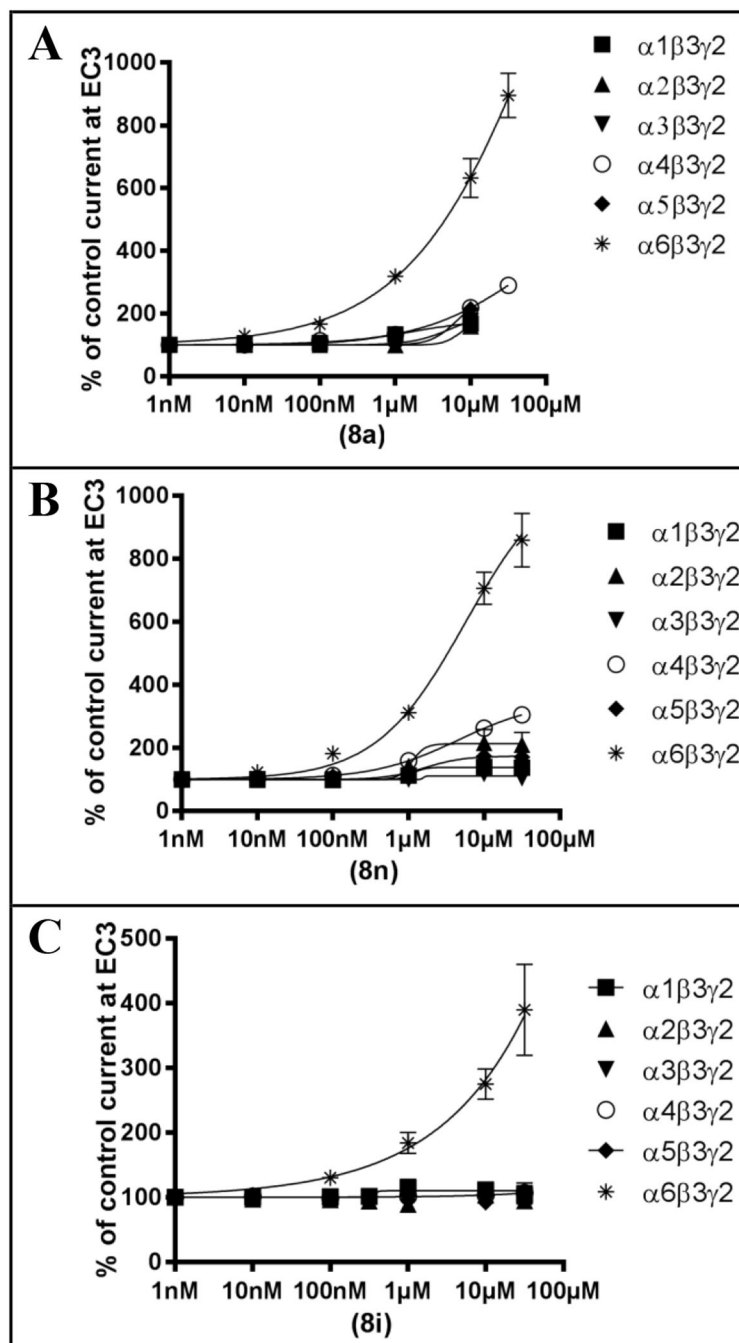 A
% of control current at EC3
1000
800
600
400
200
0
1nM 10nM 100nM 1µM 10µM 100µM
(8a)
α1β3γ2
α2β3γ2
α3β3γ2
α4β3γ2
α5β3γ2
α6β3γ2
B
% of control current at EC3
1000
800
600
400
200
0
1nM 10nM 100nM 1µM 10µM 100µM
(8n)
α1β3γ2
α2β3γ2
α3β3γ2
α4β3γ2
α5β3γ2
α6β3γ2
C
% of control current at EC3
500
400
300
200
100
0
1nM 10nM 100nM 1µM 10µM 100µM
(8i)
α1β3γ2
α2β3γ2
α3β3γ2
α4β3γ2
α5β3γ2
α6β3γ2